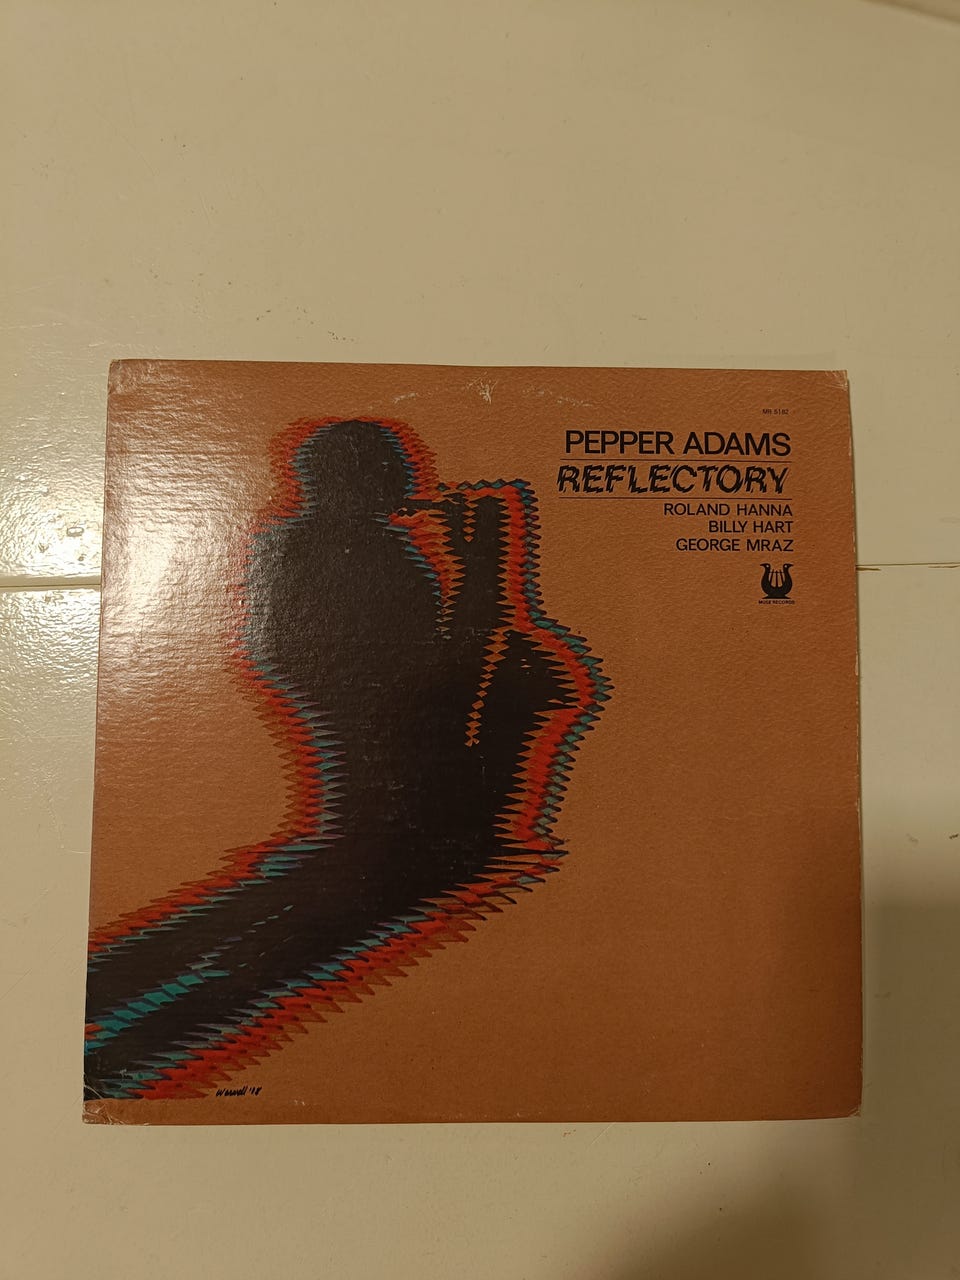 MR 5182
PEPPER ADAMS
REFLECTORY
ROLAND HANNA
BILLY HART
GEORGE MRAZ
MUSE RECORDS